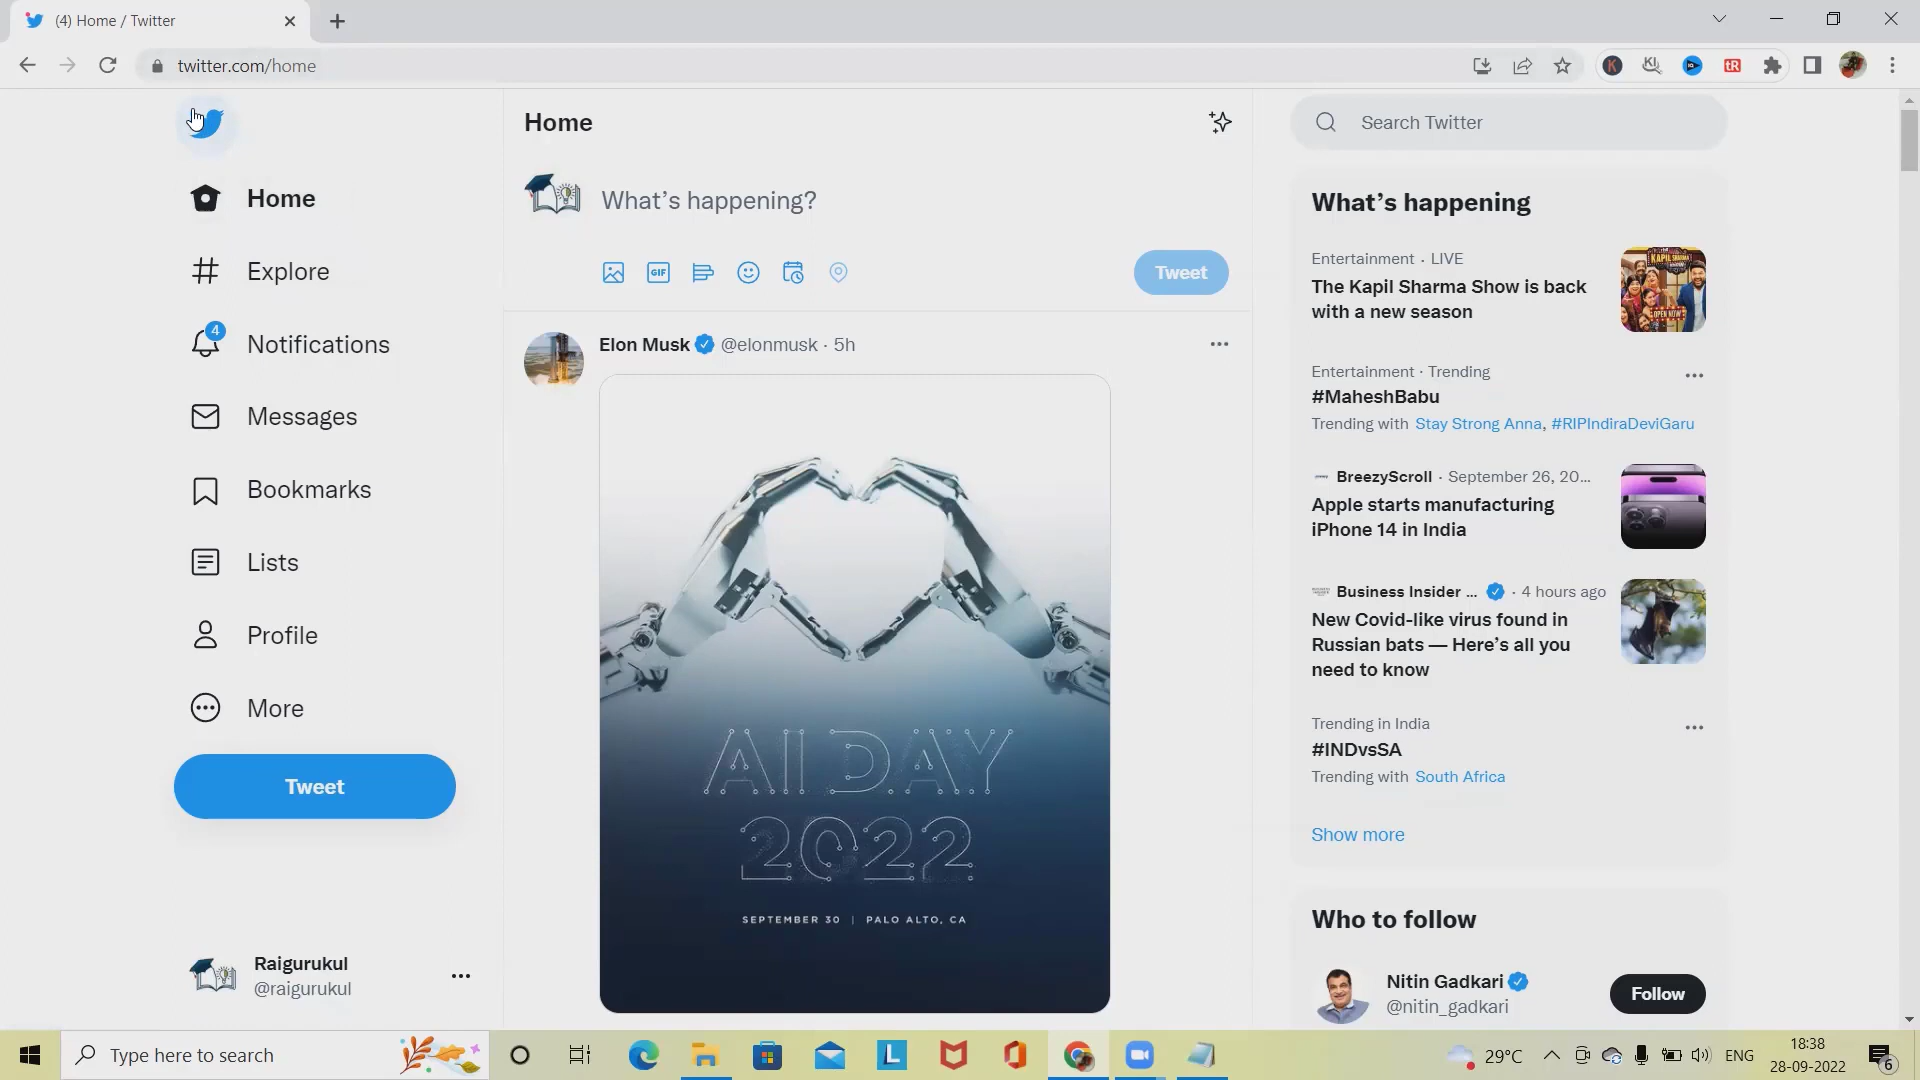 (4) Home / Twitter
twitter.com/home
Home
Explore
4
Notifications
Messages
Bookmarks
Lists
Profile
More
Tweet
Raigurukul
@raigurukul
Home
What's happening?
GIF
Tweet
Elon Musk @elonmusk · 5h
AI DAY
2022
SEPTEMBER 30 | PALO ALTO, CA
Search Twitter
What's happening
Entertainment · LIVE
The Kapil Sharma Show is back
with a new season
Entertainment · Trending
#MaheshBabu
Trending with Stay Strong Anna, #RIPIndiraDeviGaru
BreezyScroll · September 26, 20...
Apple starts manufacturing
iPhone 14 in India
Business Insider ... · 4 hours ago
New Covid-like virus found in
Russian bats — Here's all you
need to know
Trending in India
#INDvsSA
Trending with South Africa
Show more
Who to follow
Nitin Gadkari
@nitin_gadkari
Follow
Type here to search
29°C
ENG
18:38
28-09-2022
6